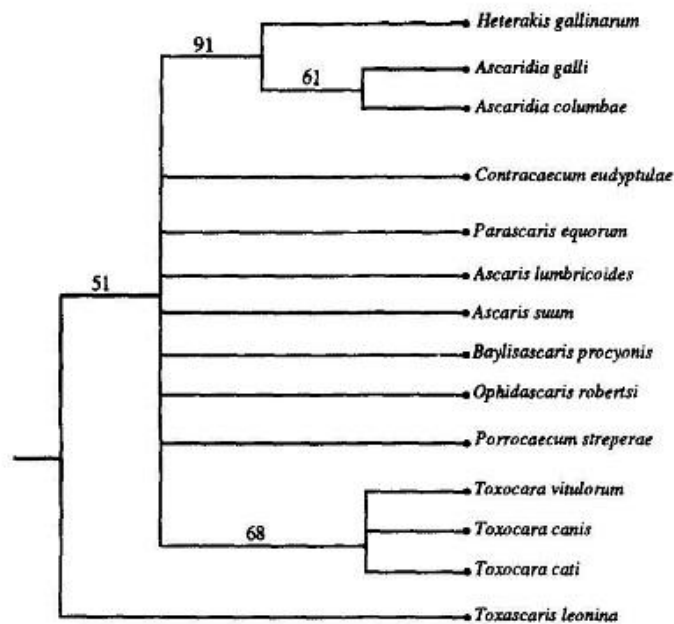 Heterakis gallinarum
91
Ascaridia galli
61
Ascaridia columbae
Contracaecum eudyptulae
Parascaris equorum
Ascaris lumbricoides
51
Ascaris suum
Baylisascaris procyonis
Ophidascaris robertsi
Porrocaecum streperae
Toxocara vitulorum
68
Toxocara canis
Toxocara cati
Toxascaris leonina